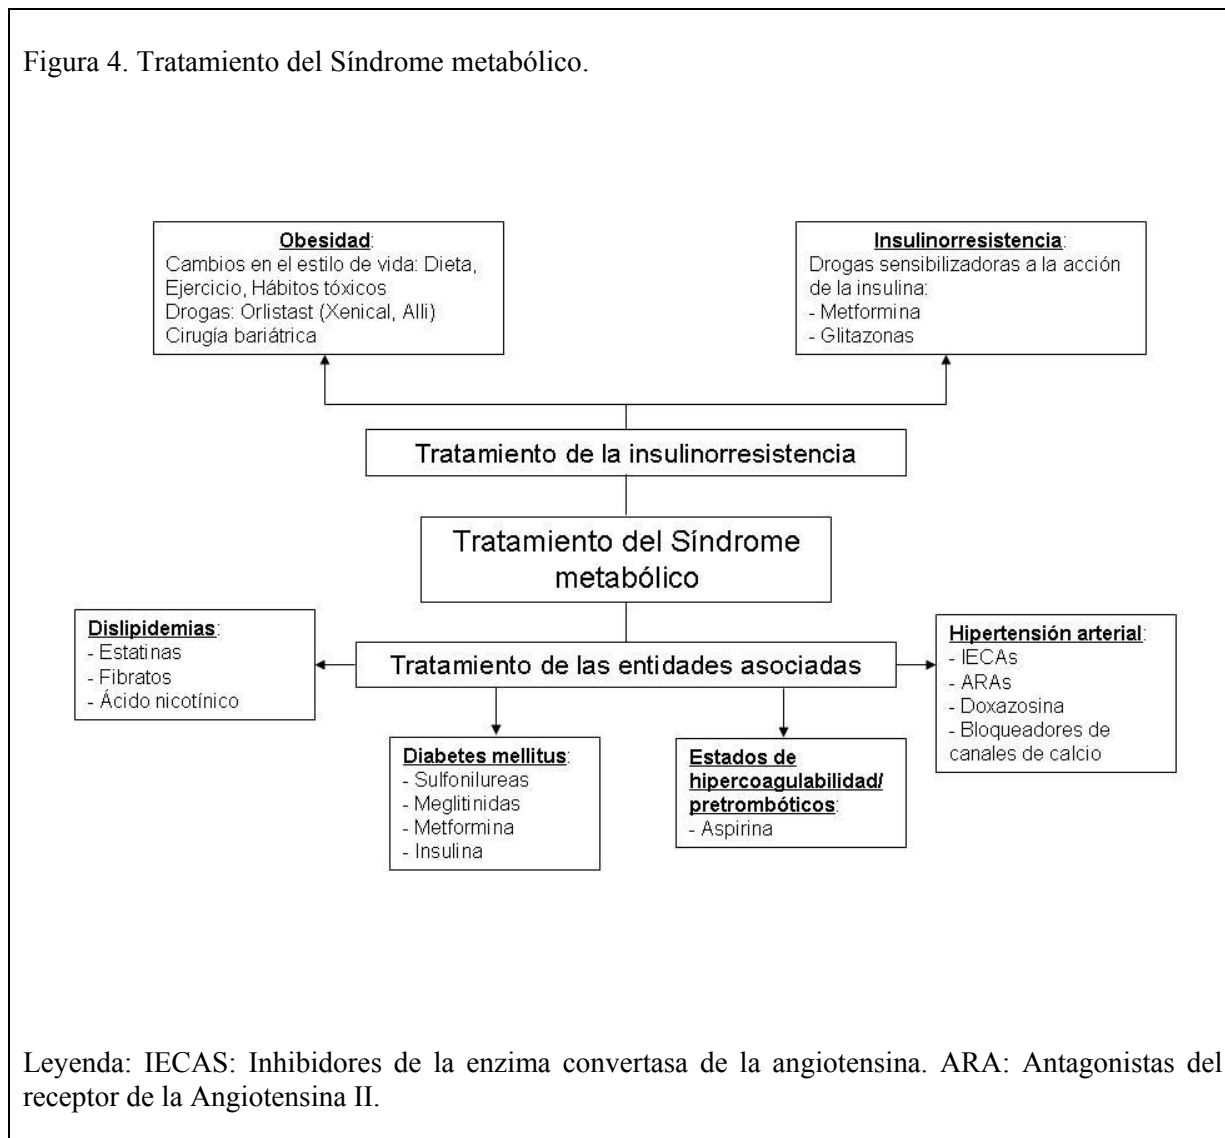 Figura 4. Tratamiento del Síndrome metabólico.
Obesidad:
Cambios en el estilo de vida: Dieta,
Ejercicio, Hábitos tóxicos
Drogas: Orlistast (Xenical, Alli)
Cirugía bariátrica
Insulinorresistencia:
Drogas sensibilizadoras a la acción
de la insulina:
- Metformina
- Glitazonas
Tratamiento de la insulinorresistencia
Tratamiento del Síndrome
metabólico
Tratamiento de las entidades asociadas
Dislipidemias:
- Estatinas
- Fibratos
- Ácido nicotínico
Diabetes mellitus:
- Sulfonilureas
- Meglitinidas
- Metformina
- Insulina
Estados de
hipercoagulabilidad/
pretrombóticos:
- Aspirina
Hipertensión arterial:
- IECAs
- ARAs
- Doxazosina
- Bloqueadores de
canales de calcio
Leyenda: IECAS: Inhibidores de la enzima convertasa de la angiotensina. ARA: Antagonistas del
receptor de la Angiotensina II.